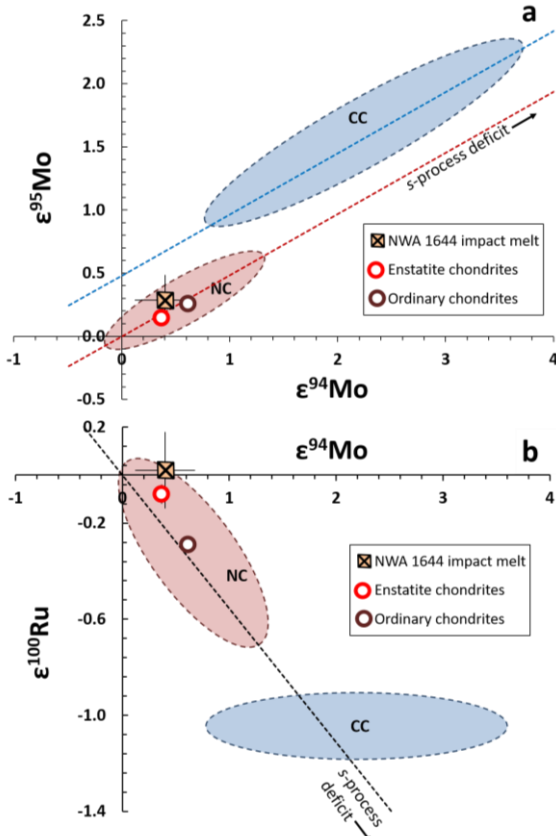 a
2.5
2.0
1.5
1.0
0.5
0.0
-0.5
ε⁹⁵Mo
CC
s-process deficit
NWA 1644 impact melt
Enstatite chondrites
Ordinary chondrites
NC
-1 0 1 2 3 4
ε⁹⁴Mo
b
0.2
-0.2
-0.6
-1.0
-1.4
ε¹⁰⁰Ru
ε⁹⁴Mo
-1 0 1 2 3 4
NWA 1644 impact melt
Enstatite chondrites
Ordinary chondrites
NC
CC
s-process
deficit